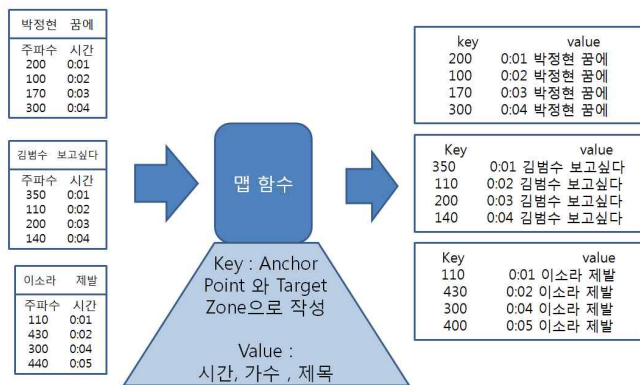 박정현 꿈에
주파수 시간
200 0:01
100 0:02
170 0:03
300 0:04
김범수 보고싶다
주파수 시간
350 0:01
110 0:02
200 0:03
140 0:04
이소라 제발
주파수 시간
110 0:01
430 0:02
300 0:04
440 0:05
맵 함수
Key : Anchor
Point 와 Target
Zone으로 작성
Value :
시간, 가수 , 제목
key value
200 0:01 박정현 꿈에
100 0:02 박정현 꿈에
170 0:03 박정현 꿈에
300 0:04 박정현 꿈에
Key value
350 0:01 김범수 보고싶다
110 0:02 김범수 보고싶다
200 0:03 김범수 보고싶다
140 0:04 김범수 보고싶다
Key value
110 0:01 이소라 제발
430 0:02 이소라 제발
300 0:04 이소라 제발
400 0:05 이소라 제발